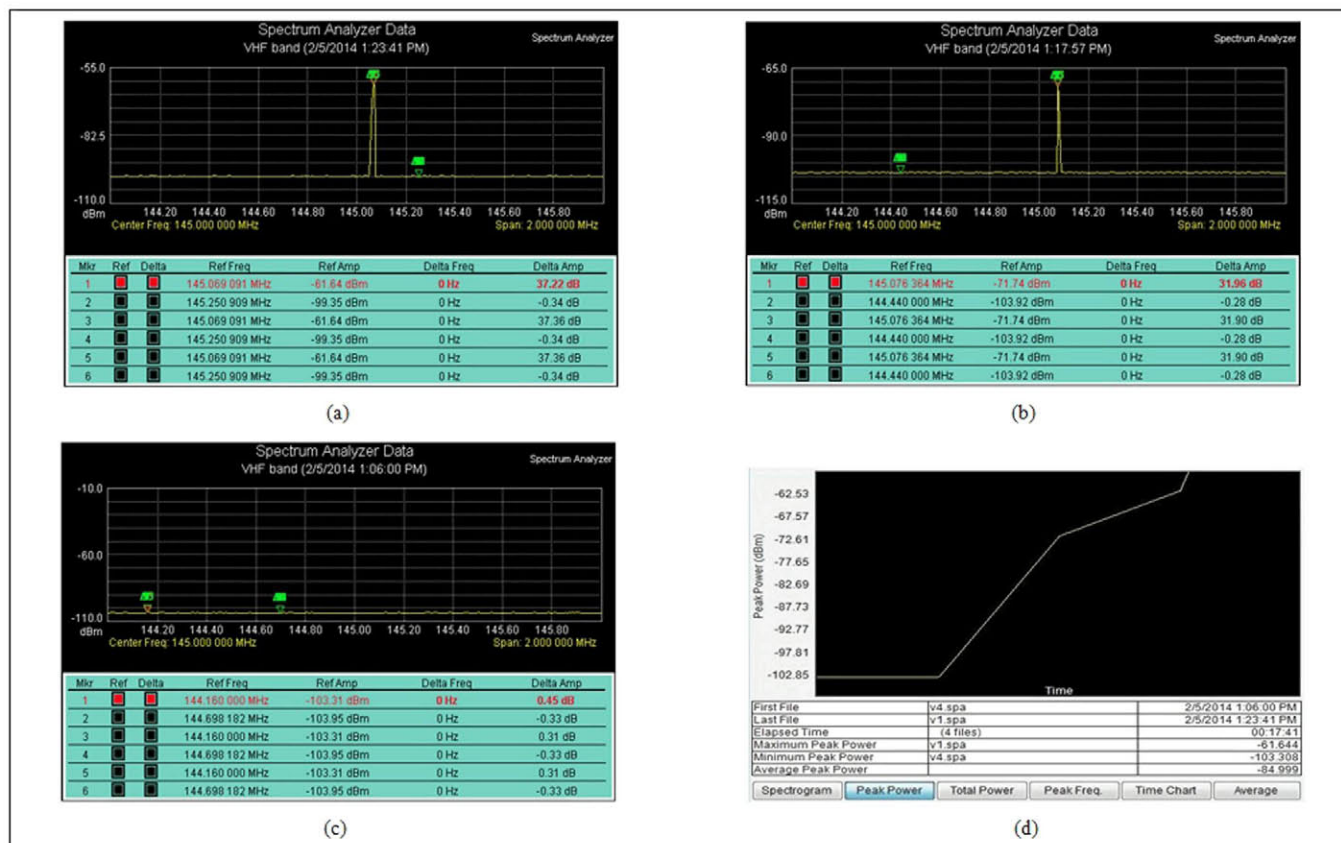 Spectrum Analyzer Data
VHF band (2/5/2014 1:23:41 PM)
Spectrum Analyzer
-55.0
-82.5
-110.0
dBm
144.20 144.40 144.60 144.80 145.00 145.20 145.40 145.60 145.80
Center Freq: 145.000 000 MHz Span: 2.000 000 MHz
Mkr Ref Delta Ref Freq Ref Amp Delta Freq Delta Amp
1 145.069 091 MHz -61.64 dBm 0 Hz 37.22 dB
2 145.250 909 MHz -99.35 dBm 0 Hz -0.34 dB
3 145.069 091 MHz -61.64 dBm 0 Hz 37.36 dB
4 145.250 909 MHz -99.35 dBm 0 Hz -0.34 dB
5 145.069 091 MHz -61.64 dBm 0 Hz 37.36 dB
6 145.250 909 MHz -99.35 dBm 0 Hz -0.34 dB
(a)
Spectrum Analyzer Data
VHF band (2/5/2014 1:17:57 PM)
Spectrum Analyzer
-65.0
-90.0
-115.0
dBm
144.20 144.40 144.60 144.80 145.00 145.20 145.40 145.60 145.80
Center Freq: 145.000 000 MHz Span: 2.000 000 MHz
Mkr Ref Delta Ref Freq Ref Amp Delta Freq Delta Amp
1 145.076 364 MHz -71.74 dBm 0 Hz 31.96 dB
2 144.440 000 MHz -103.92 dBm 0 Hz -0.28 dB
3 145.076 364 MHz -71.74 dBm 0 Hz 31.90 dB
4 144.440 000 MHz -103.92 dBm 0 Hz -0.28 dB
5 145.076 364 MHz -71.74 dBm 0 Hz 31.90 dB
6 144.440 000 MHz -103.92 dBm 0 Hz -0.28 dB
(b)
Spectrum Analyzer Data
VHF band (2/5/2014 1:06:00 PM)
Spectrum Analyzer
-10.0
-60.0
-110.0
dBm
144.20 144.40 144.60 144.80 145.00 145.20 145.40 145.60 145.80
Center Freq: 145.000 000 MHz Span: 2.000 000 MHz
Mkr Ref Delta Ref Freq Ref Amp Delta Freq Delta Amp
1 144.160 000 MHz -103.31 dBm 0 Hz 0.45 dB
2 144.698 182 MHz -103.95 dBm 0 Hz -0.33 dB
3 144.160 000 MHz -103.31 dBm 0 Hz 0.31 dB
4 144.698 182 MHz -103.95 dBm 0 Hz -0.33 dB
5 144.160 000 MHz -103.31 dBm 0 Hz 0.31 dB
6 144.698 182 MHz -103.95 dBm 0 Hz -0.33 dB
(c)
Peak Power (dBm)
-62.53
-67.57
-72.61
-77.65
-82.69
-87.73
-92.77
-97.81
-102.85
Time
First File v4.spa 2/5/2014 1:06:00 PM
Last File v1.spa 2/5/2014 1:23:41 PM
Elapsed Time (4 files) 00:17:41
Maximum Peak Power v1.spa -61.644
Minimum Peak Power v4.spa -103.308
Average Peak Power -84.999
Spectrogram Peak Power Total Power Peak Freq. Time Chart Average
(d)